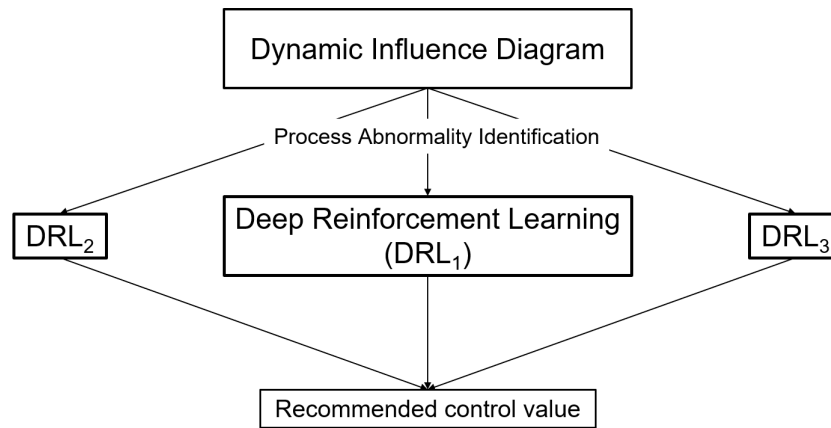 Dynamic Influence Diagram
Process Abnormality Identification
DRL₂
Deep Reinforcement Learning
(DRL₁)
DRL₃
Recommended control value